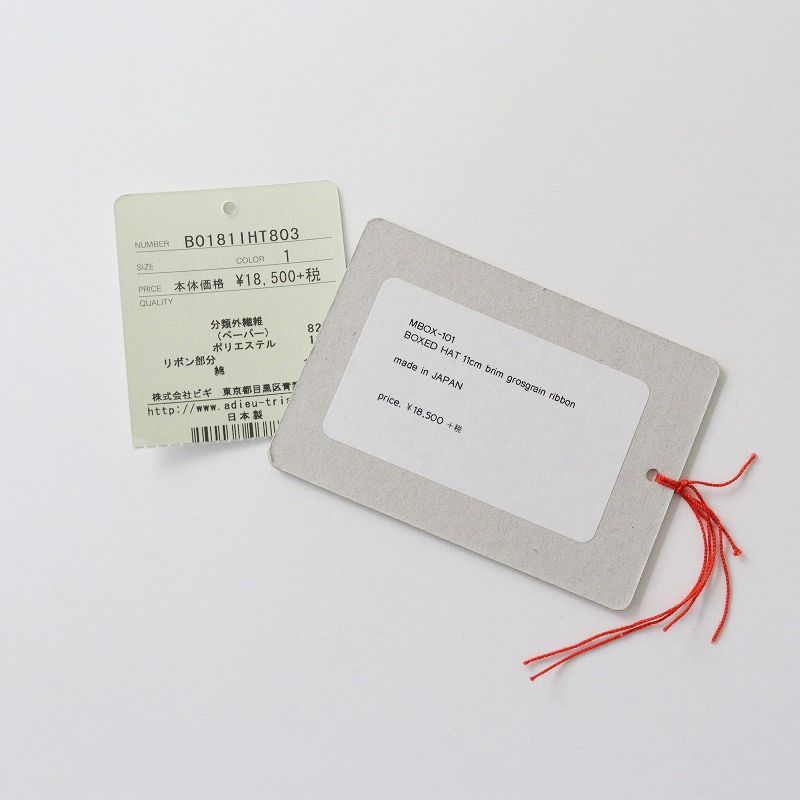 NUMBER B0181IHT803
SIZE COLOR 1
PRICE 本体価格 ¥18,500+税
QUALITY
分類外繊維
(ペーパー) 82
ポリエステル
リボン部分
綿
株式会社ビギ 東京都目黒区青
http://www.adieu-tris
日本製
MBOX-101
BOXED HAT 11cm brim grosgrain ribbon
made in JAPAN
price. ¥18,500 +税